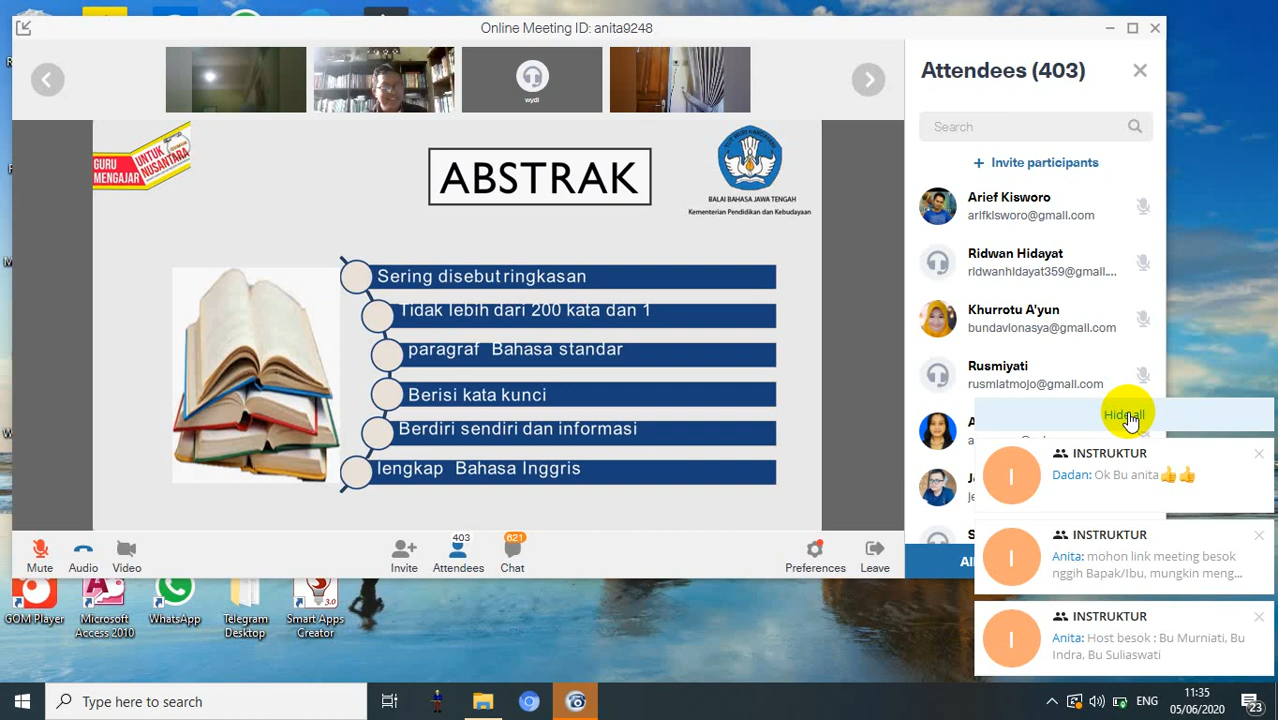 Online Meeting ID: anita9248
wydi
Attendees (403)
Search
+ Invite participants
Arief Kisworo
arifkisworo@gmail.com
Ridwan Hidayat
ridwanhidayat359@gmail....
Khurrotu A'yun
bundavionasya@gmail.com
Rusmiyati
rusmiatmojo@gmail.com
GURU
MENGAJAR
UNTUK
NUSANTARA
ABSTRAK
BALAI BAHASA JAWA TENGAH
Kementerian Pendidikan dan Kebudayaan
Sering disebut ringkasan
Tidak lebih dari 200 kata dan 1
paragraf Bahasa standar
Berisi kata kunci
Berdiri sendiri dan informasi
lengkap Bahasa Inggris
Hide all
INSTRUKTUR
Dadan: Ok Bu anita👍👍
INSTRUKTUR
Anita: mohon link meeting besok
nggih Bapak/Ibu, mungkin meng...
INSTRUKTUR
Anita: Host besok : Bu Murniati, Bu
Indra, Bu Suliaswati
I
I
I
Mute
Audio
Video
Invite
403
Attendees
621
Chat
Preferences
Leave
GOM Player
Microsoft
Access 2010
WhatsApp
Telegram
Desktop
3.0
Smart Apps
Creator
Type here to search
ENG
11:35
05/06/2020
23